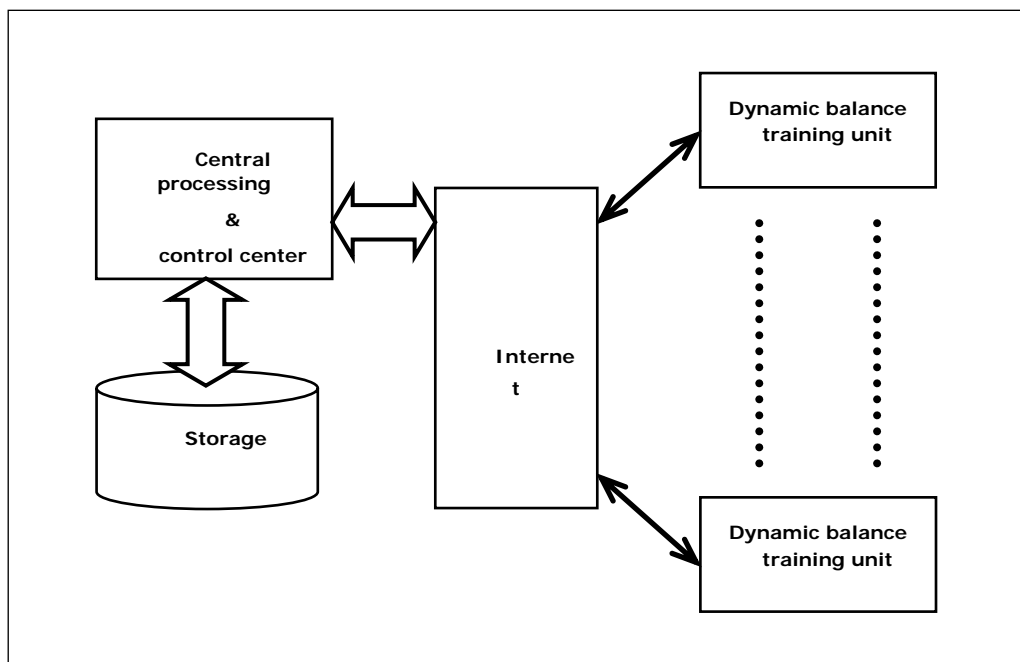 Central
processing
&
control center
Storage
Interne
t
Dynamic balance
training unit
Dynamic balance
training unit